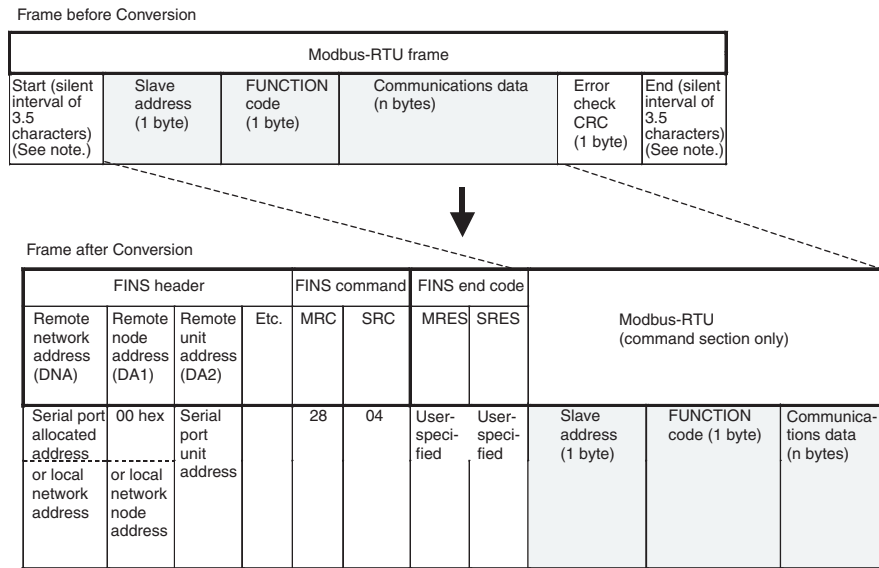 Frame before Conversion
Modbus-RTU frame
Start (silent
interval of
3.5
characters)
(See note.)
Slave
address
(1 byte)
FUNCTION
code
(1 byte)
Communications data
(n bytes)
Error
check
CRC
(1 byte)
End (silent
interval of
3.5
characters)
(See note.)
Frame after Conversion
FINS header
FINS command
FINS end code
Modbus-RTU
(command section only)
Remote
network
address
(DNA)
Remote
node
address
(DA1)
Remote
unit
address
(DA2)
Etc.
MRC
SRC
MRES
SRES
Serial port
allocated
address
or local
network
address
00 hex
or local
network
node
address
Serial
port
unit
address
28
04
User-
speci-
fied
User-
speci-
fied
Slave
address
(1 byte)
FUNCTION
code (1 byte)
Communica-
tions data
(n bytes)